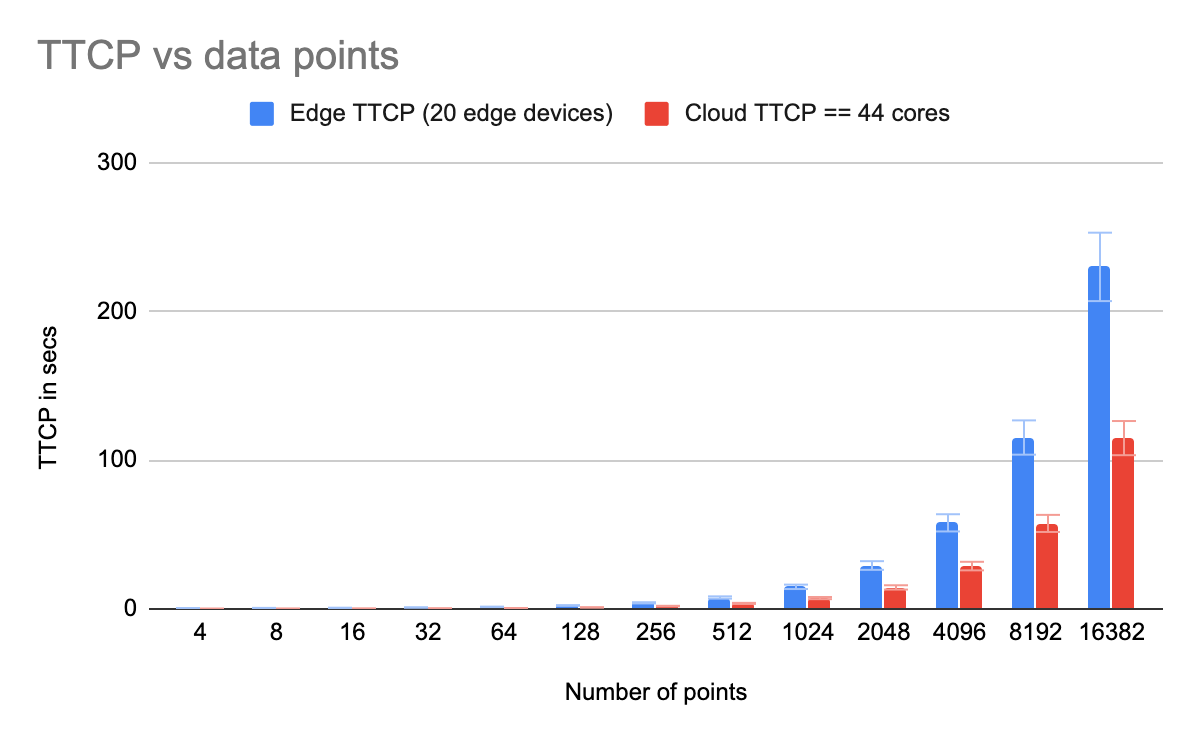 TTCP vs data points
Edge TTCP (20 edge devices) Cloud TTCP == 44 cores
300
200
100
0
TTCP in secs
4 8 16 32 64 128 256 512 1024 2048 4096 8192 16382
Number of points